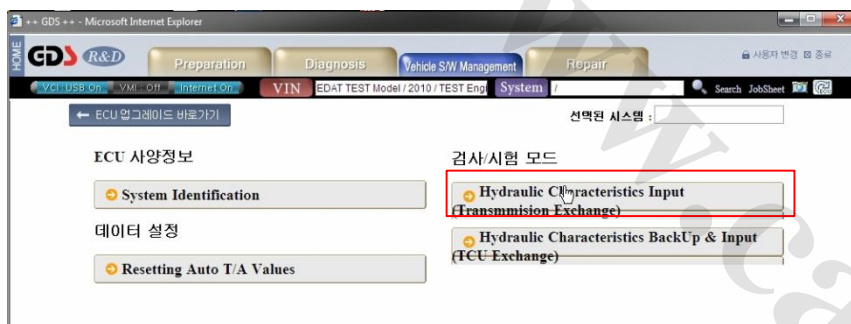 ++ GDS ++ - Microsoft Internet Explorer
HOME
GDS R&D
Preparation
Diagnosis
Vehicle S/W Management
Repair
사용자 변경
종료
VCI:USB On
VMI: Off
Internet On
VIN
EDAT TEST Model / 2010 / TEST Engi
System
/
Search
JobSheet
← ECU 업그레이드 바로가기
선택된 시스템 :
ECU 사양정보
검사/시험 모드
System Identification
Hydraulic Characteristics Input
(Transmmision Exchange)
데이터 설정
Hydraulic Characteristics BackUp & Input
(TCU Exchange)
Resetting Auto T/A Values
w.ca